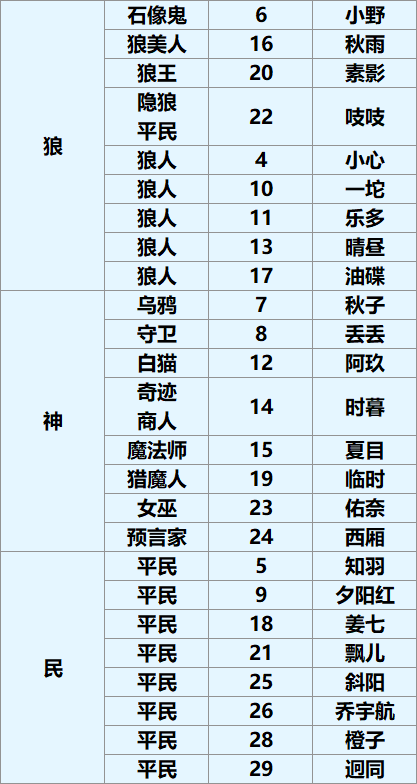 狼
石像鬼 6 小野
狼美人 16 秋雨
狼王 20 素影
隐狼
平民 22 吱吱
狼人 4 小心
狼人 10 一坨
狼人 11 乐多
狼人 13 晴昼
狼人 17 油碟
神
乌鸦 7 秋子
守卫 8 丢丢
白猫 12 阿玖
奇迹
商人 14 时暮
魔法师 15 夏目
猎魔人 19 临时
女巫 23 佑奈
预言家 24 西厢
民
平民 5 知羽
平民 9 夕阳红
平民 18 姜七
平民 21 飘儿
平民 25 斜阳
平民 26 乔宇航
平民 28 橙子
平民 29 迥同